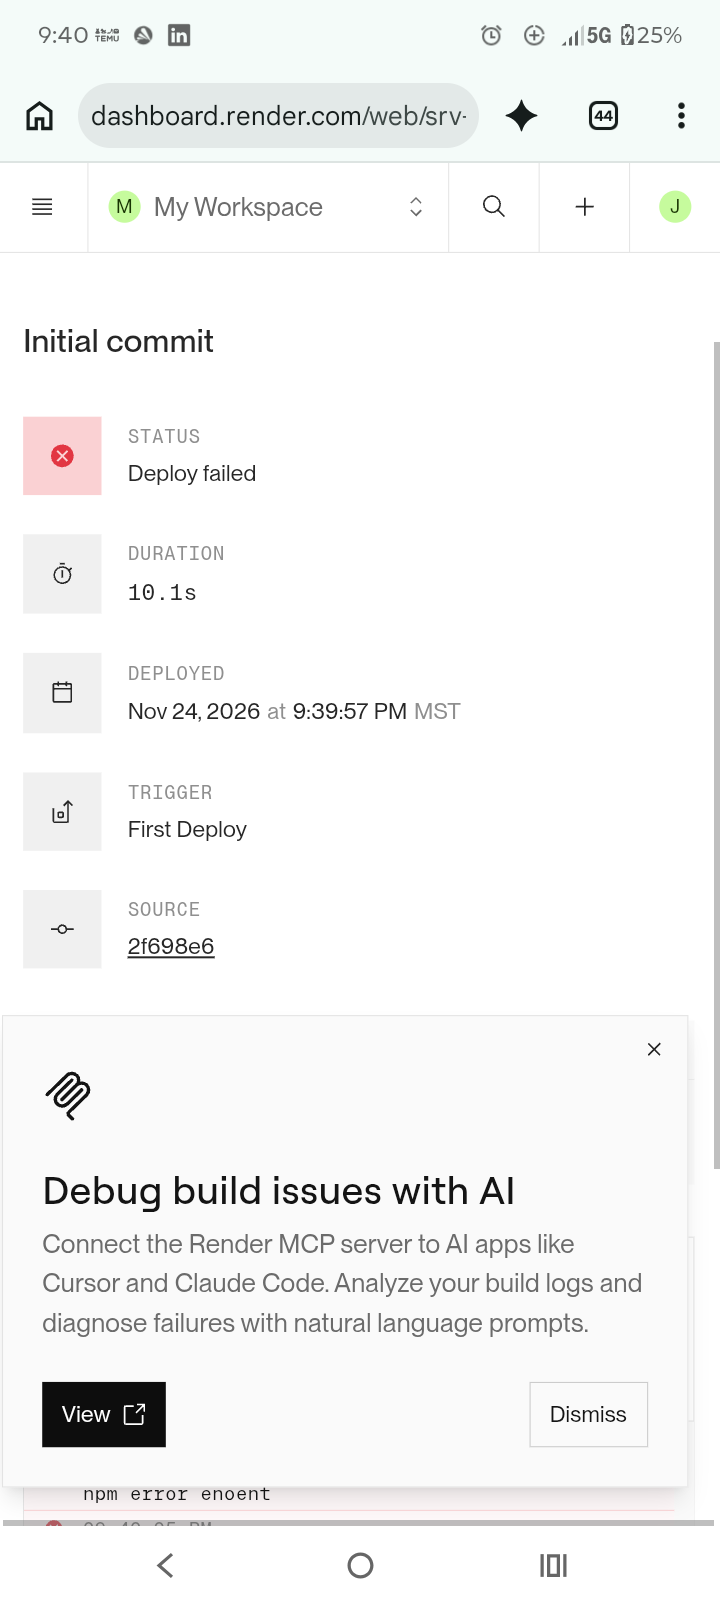 9:40 TEMU in 5G 25%
dashboard.render.com/web/srv-
44
M My Workspace J
Initial commit
STATUS
Deploy failed
DURATION
10.1s
DEPLOYED
Nov 24, 2026 at 9:39:57 PM MST
TRIGGER
First Deploy
SOURCE
2f698e6
Debug build issues with AI
Connect the Render MCP server to AI apps like
Cursor and Claude Code. Analyze your build logs and
diagnose failures with natural language prompts.
View
Dismiss
npm error enoent